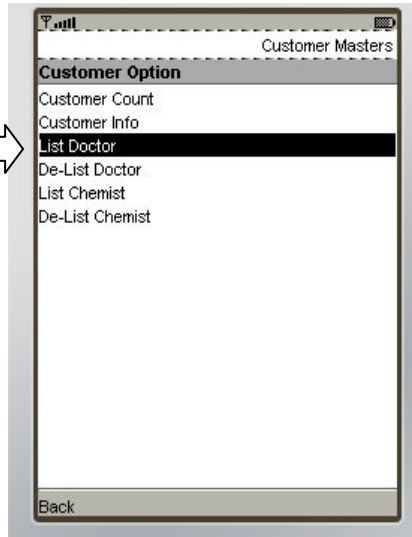 Customer Masters
Customer Option
Customer Count
Customer Info
List Doctor
De-List Doctor
List Chemist
De-List Chemist
Back